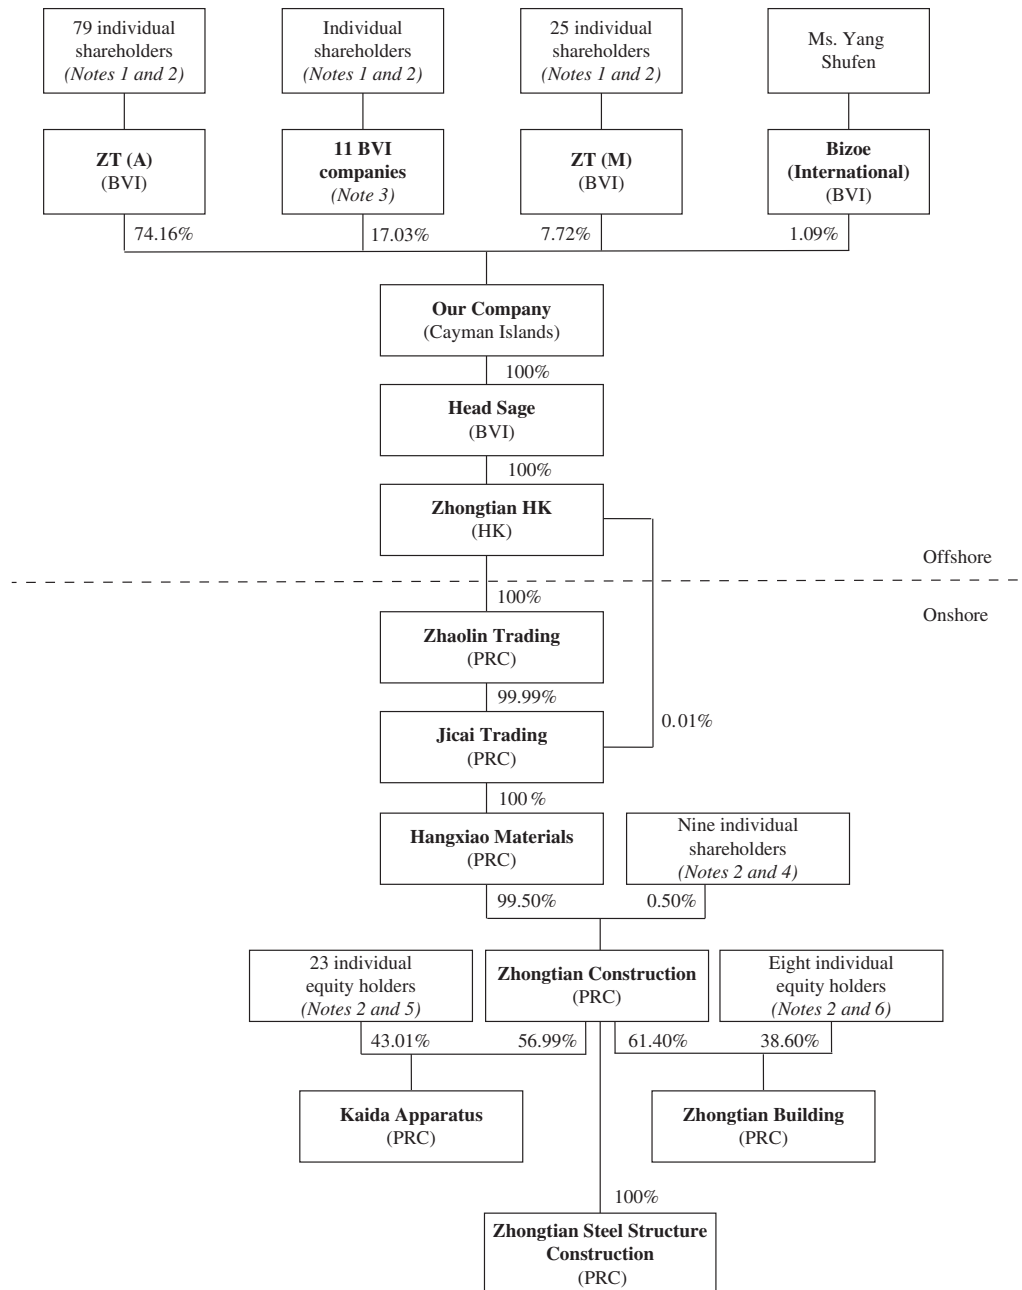 79 individual
shareholders
(Notes 1 and 2)
Individual
shareholders
(Notes 1 and 2)
25 individual
shareholders
(Notes 1 and 2)
Ms. Yang
Shufen
ZT (A)
(BVI)
11 BVI
companies
(Note 3)
ZT (M)
(BVI)
Bizoe
(International)
(BVI)
74.16%
17.03%
7.72%
1.09%
Our Company
(Cayman Islands)
100%
Head Sage
(BVI)
100%
Zhongtian HK
(HK)
Offshore
100%
Onshore
Zhaolin Trading
(PRC)
99.99%
0.01%
Jicai Trading
(PRC)
100 %
Hangxiao Materials
(PRC)
Nine individual
shareholders
(Notes 2 and 4)
99.50%
0.50%
23 individual
equity holders
(Notes 2 and 5)
Zhongtian Construction
(PRC)
Eight individual
equity holders
(Notes 2 and 6)
43.01%
56.99%
61.40%
38.60%
Kaida Apparatus
(PRC)
Zhongtian Building
(PRC)
100%
Zhongtian Steel Structure
Construction
(PRC)